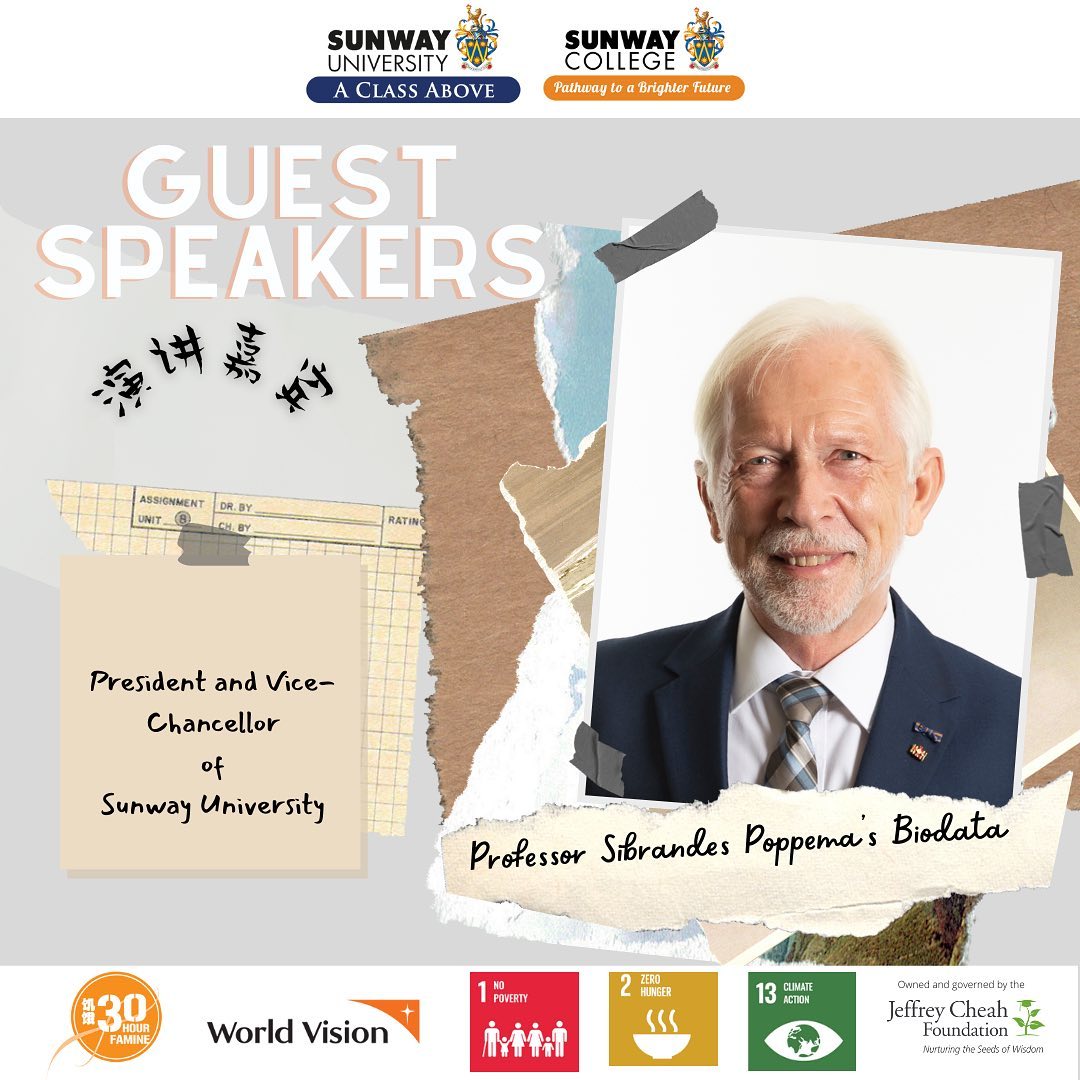 SUNWAY
UNIVERSITY
A CLASS ABOVE
SUNWAY
COLLEGE
Pathway to a Brighter Future
GUEST
SPEAKERS
演讲嘉宾
ASSIGNMENT
UNIT 8
DR. BY
CH. BY
RATING
President and Vice-
Chancellor
of
Sunway University
Professor Sibrandes Poppema's Biodata
饥饿30
HOUR
FAMINE
World Vision
1 NO
POVERTY
2 ZERO
HUNGER
13 CLIMATE
ACTION
Owned and governed by the
Jeffrey Cheah
Foundation
Nurturing the Seeds of Wisdom